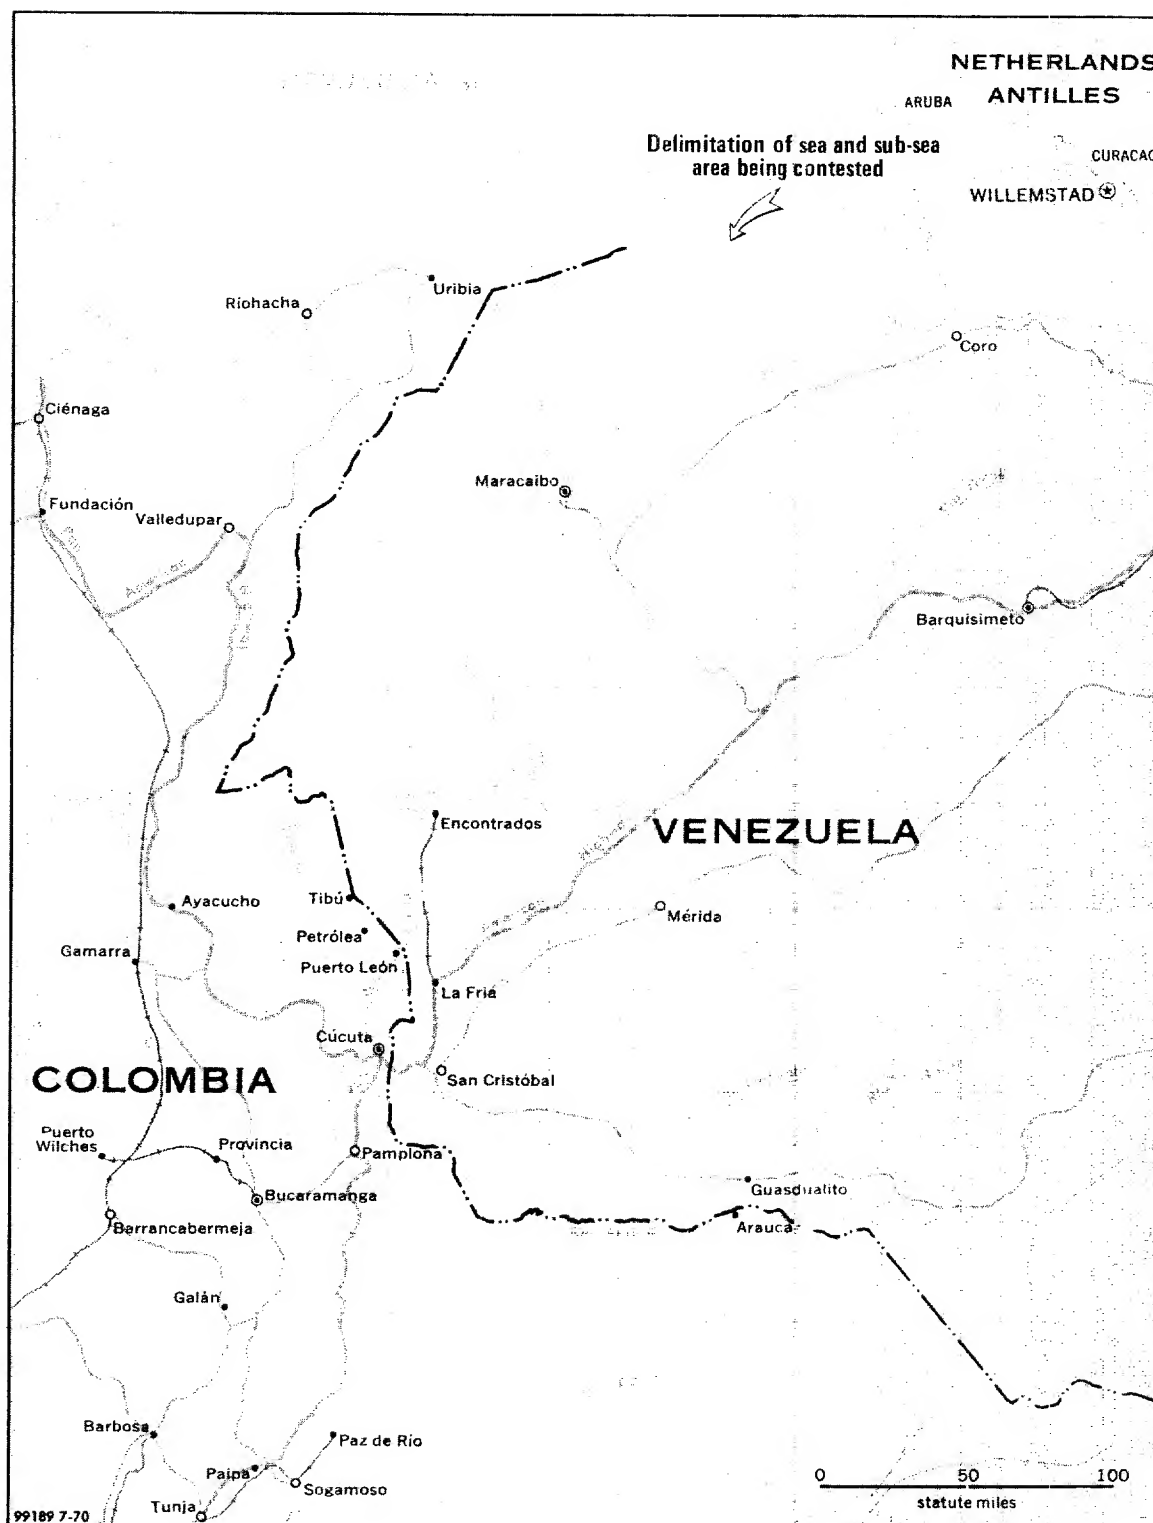 NETHERLANDS
ANTILLES
ARUBA
Delimitation of sea and sub-sea
area being contested
CURACAO
WILLEMSTAD
Uribia
Ríohacha
Coro
Ciénaga
Maracaibo
Fundación
Valledupar
Barquisimeto
Encontrados
VENEZUELA
Tibú
Ayacucho
Mérida
Petrólea
Gamarra
Puerto León
La Fría
Cúcuta
COLOMBIA
San Cristóbal
Puerto
Wilches
Provincia
Pamplona
Bucaramanga
Guasdualito
Barrancabermeja
Arauca
Galán
Barbosa
Paz de Río
Paipa
Sogamoso
Tunja
0 50 100
statute miles
99189 7-70